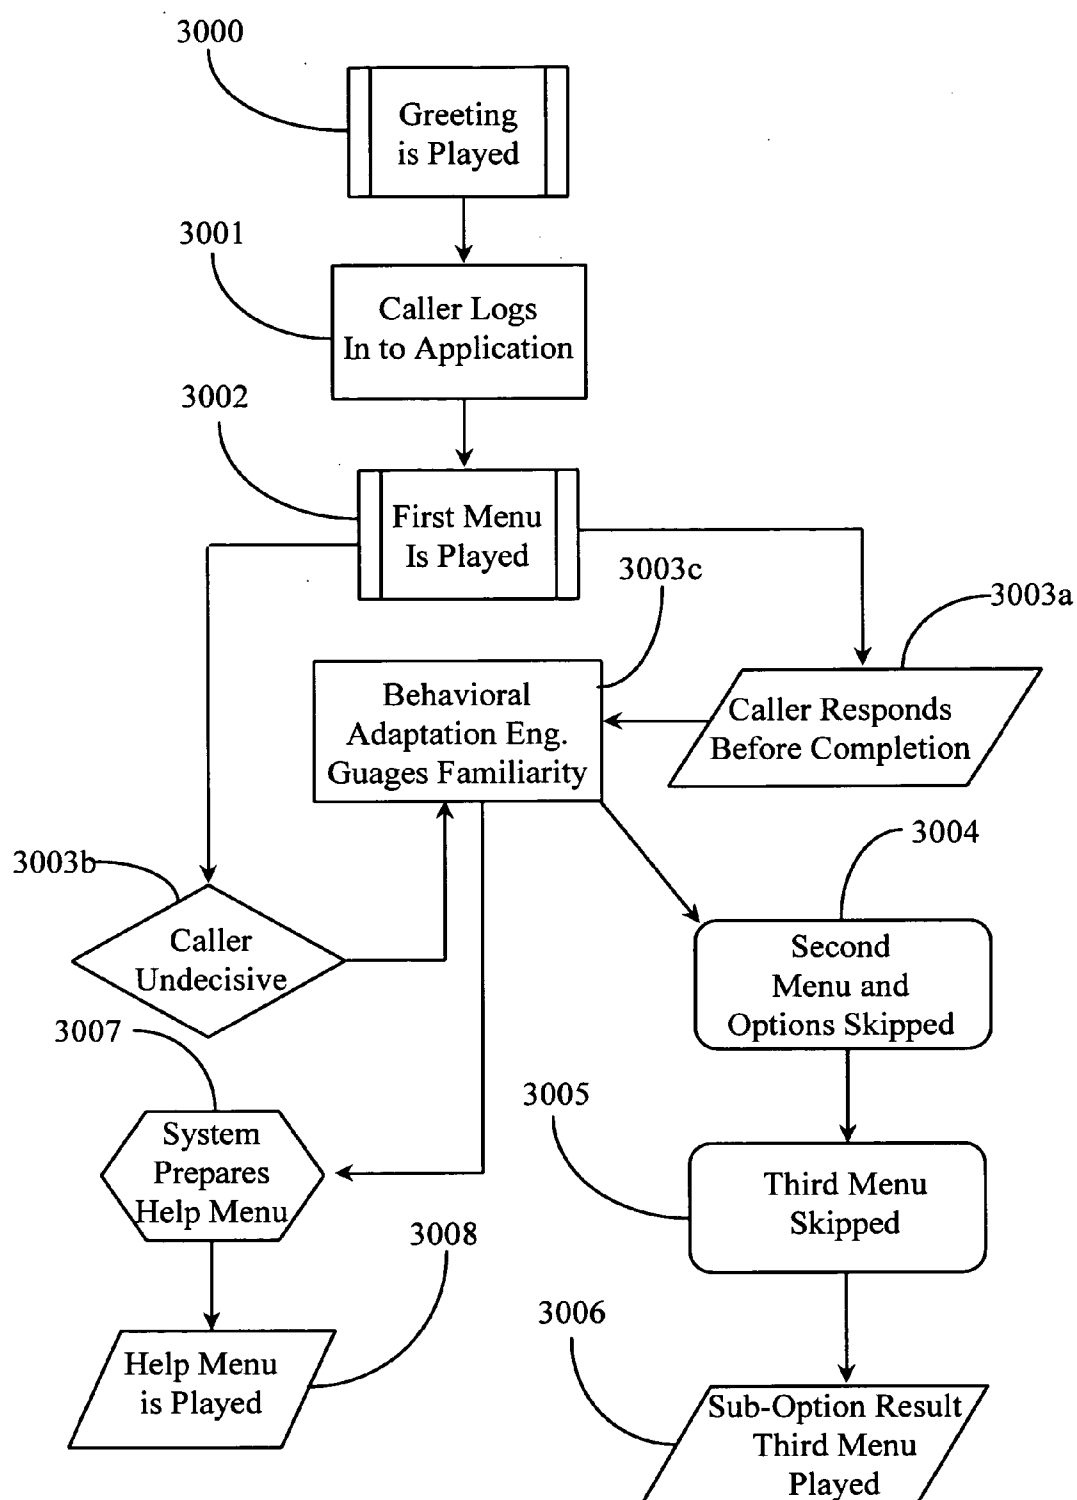 3000
Greeting
is Played
3001
Caller Logs
In to Application
3002
First Menu
Is Played
3003c
3003a
Behavioral
Adaptation Eng.
Guages Familiarity
Caller Responds
Before Completion
3004
3003b
Caller
Undecisive
Second
Menu and
Options Skipped
3007
3005
System
Prepares
Help Menu
Third Menu
Skipped
3008
3006
Help Menu
is Played
Sub-Option Result
Third Menu
Played